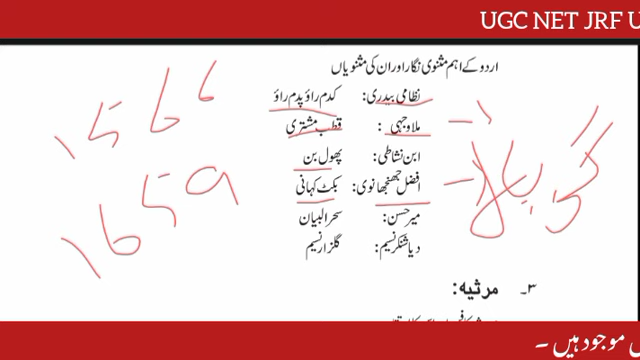 UGC NET JRF U
اردو کے اہم مثنوی نگار اور ان کی مثنویاں
نظامی بیدری: کدم راؤ پدم راؤ
ملا وجہی: قطب مشتری
ابن نشاطی: پھول بن
افضل جھنجھانوی: بکٹ کہانی
میر حسن: سحر البیان
دیا شنکر نسیم: گلزار نسیم
1566
1659
۳۔ مرثیہ:
موجود ہیں ۔